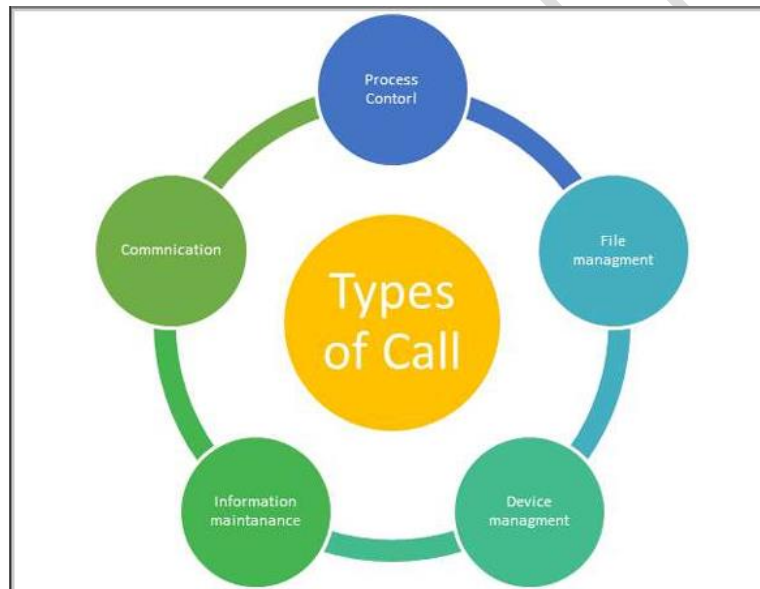 Process
Contorl
File
managment
Device
managment
Information
maintanance
Commnication
Types
of Call